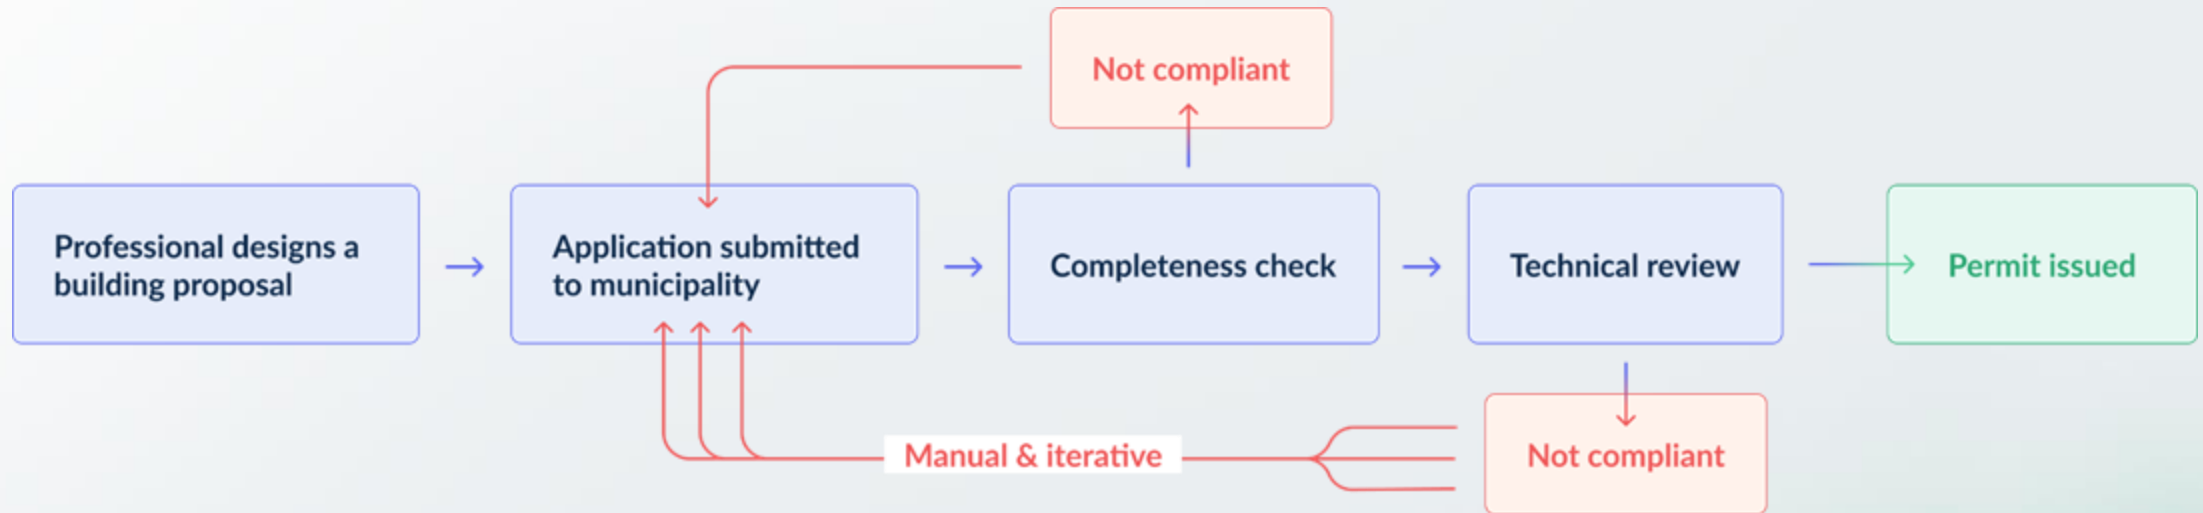 Not compliant
Professional designs a
building proposal
Application submitted
to municipality
Completeness check
Technical review
Permit issued
Manual & iterative
Not compliant